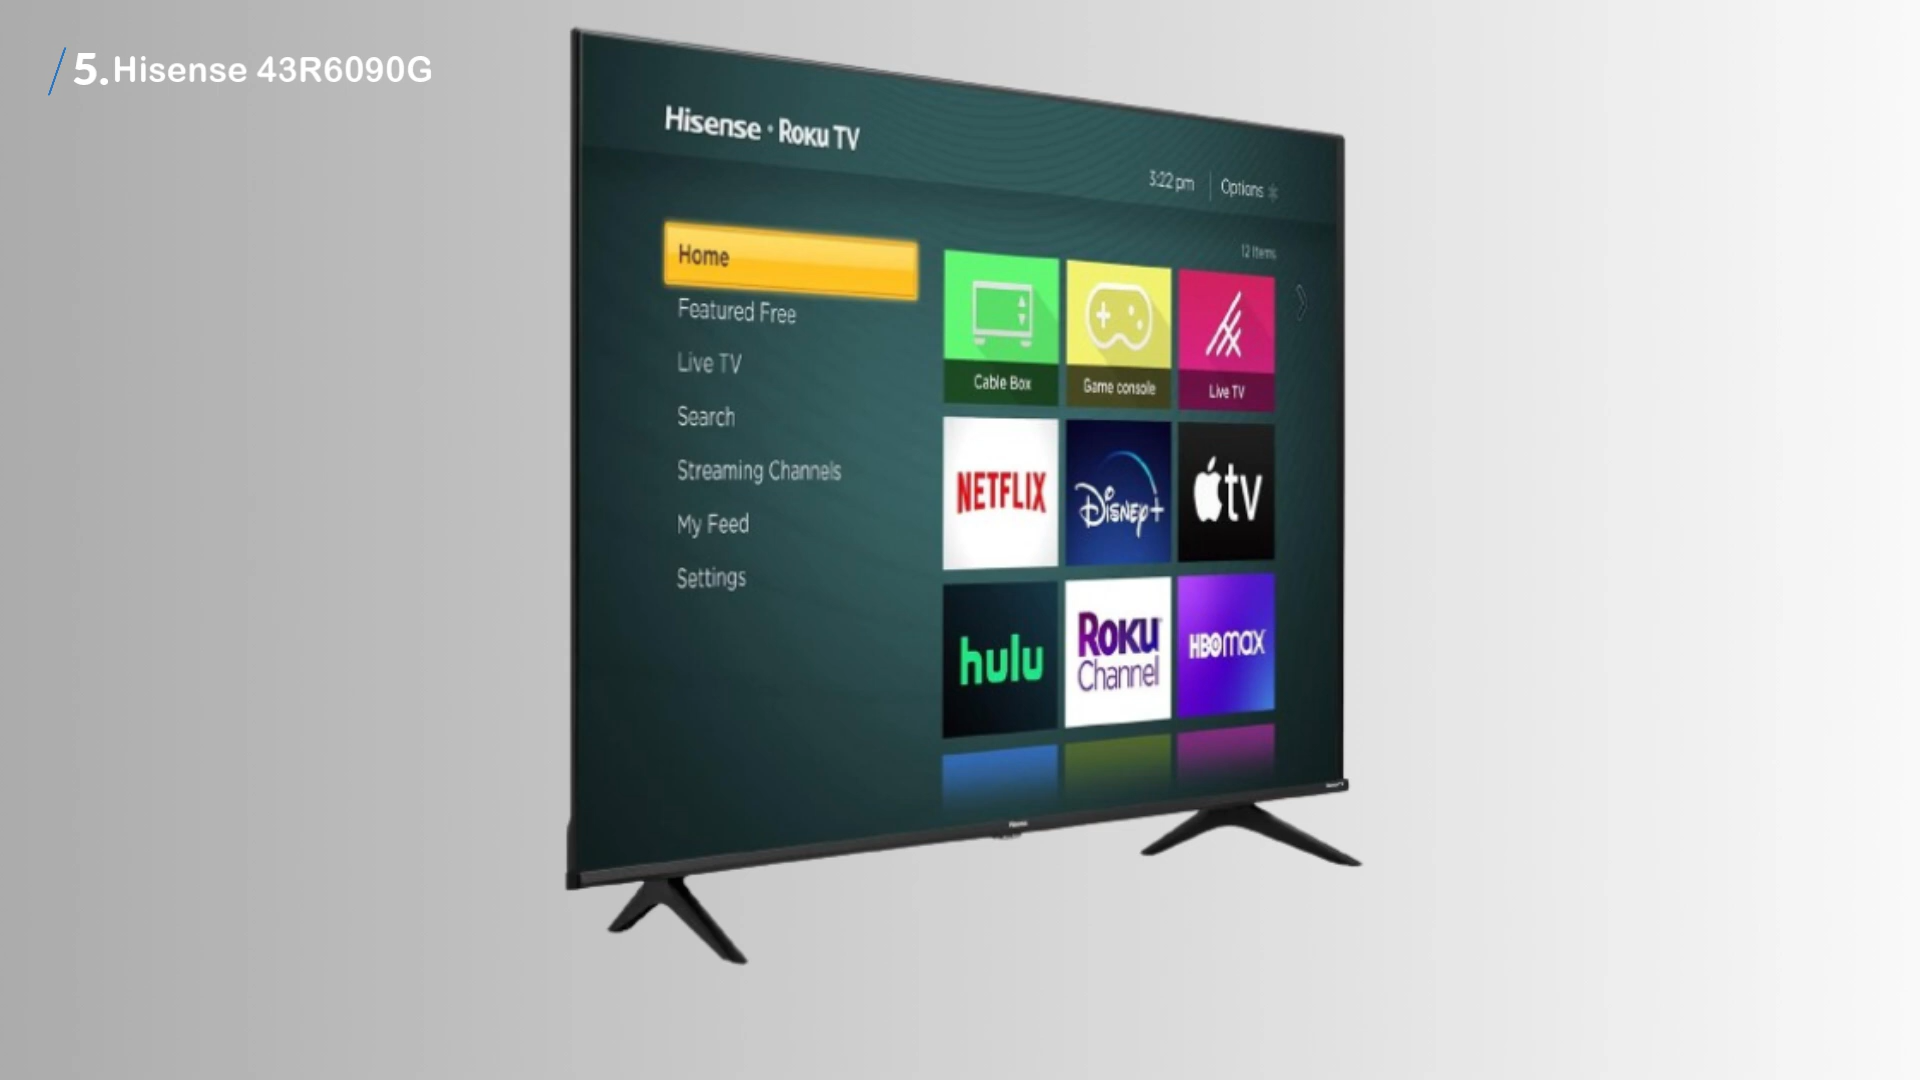 5. Hisense 43R6090G
Hisense · Roku TV
3:22 pm | Options
12 Items
Home
Featured Free
Live TV
Search
Streaming Channels
My Feed
Settings
Cable Box
Game console
Live TV
NETFLIX
Disney+
tv
hulu
Roku Channel
HBOmax
Hisense